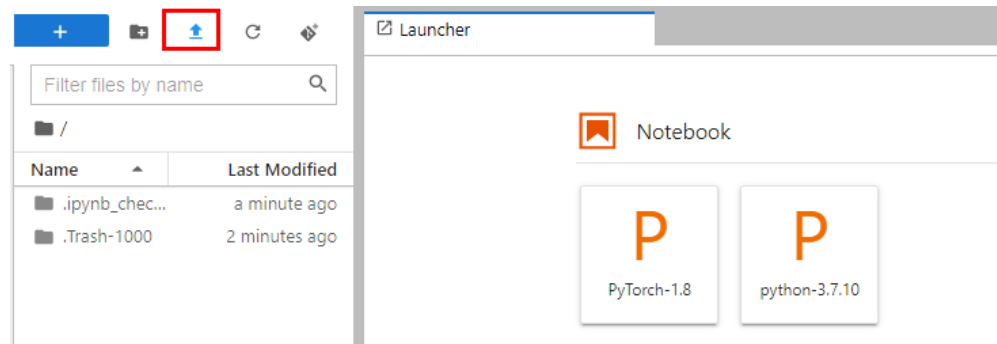 Launcher
Filter files by name
/
Name Last Modified
.ipynb_chec... a minute ago
.Trash-1000 2 minutes ago
Notebook
P P
PyTorch-1.8 python-3.7.10